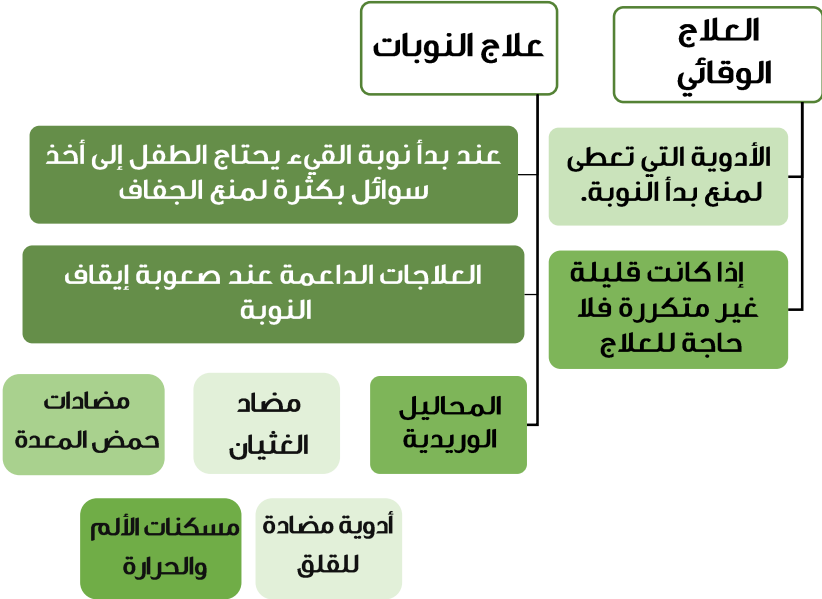 العلاج
الوقائي
الأدوية التي تعطى
لمنع بدأ النوبة.
إذا كانت قليلة
غير متكررة فلا
حاجة للعلاج
علاج النوبات
عند بدأ نوبة القيء يحتاج الطفل إلى أخذ
سوائل بكثرة لمنع الجفاف
العلاجات الداعمة عند صعوبة إيقاف
النوبة
المحاليل
الوريدية
مضاد
الغثيان
مضادات
حمض المعدة
أدوية مضادة
للقلق
مسكنات الألم
والحرارة